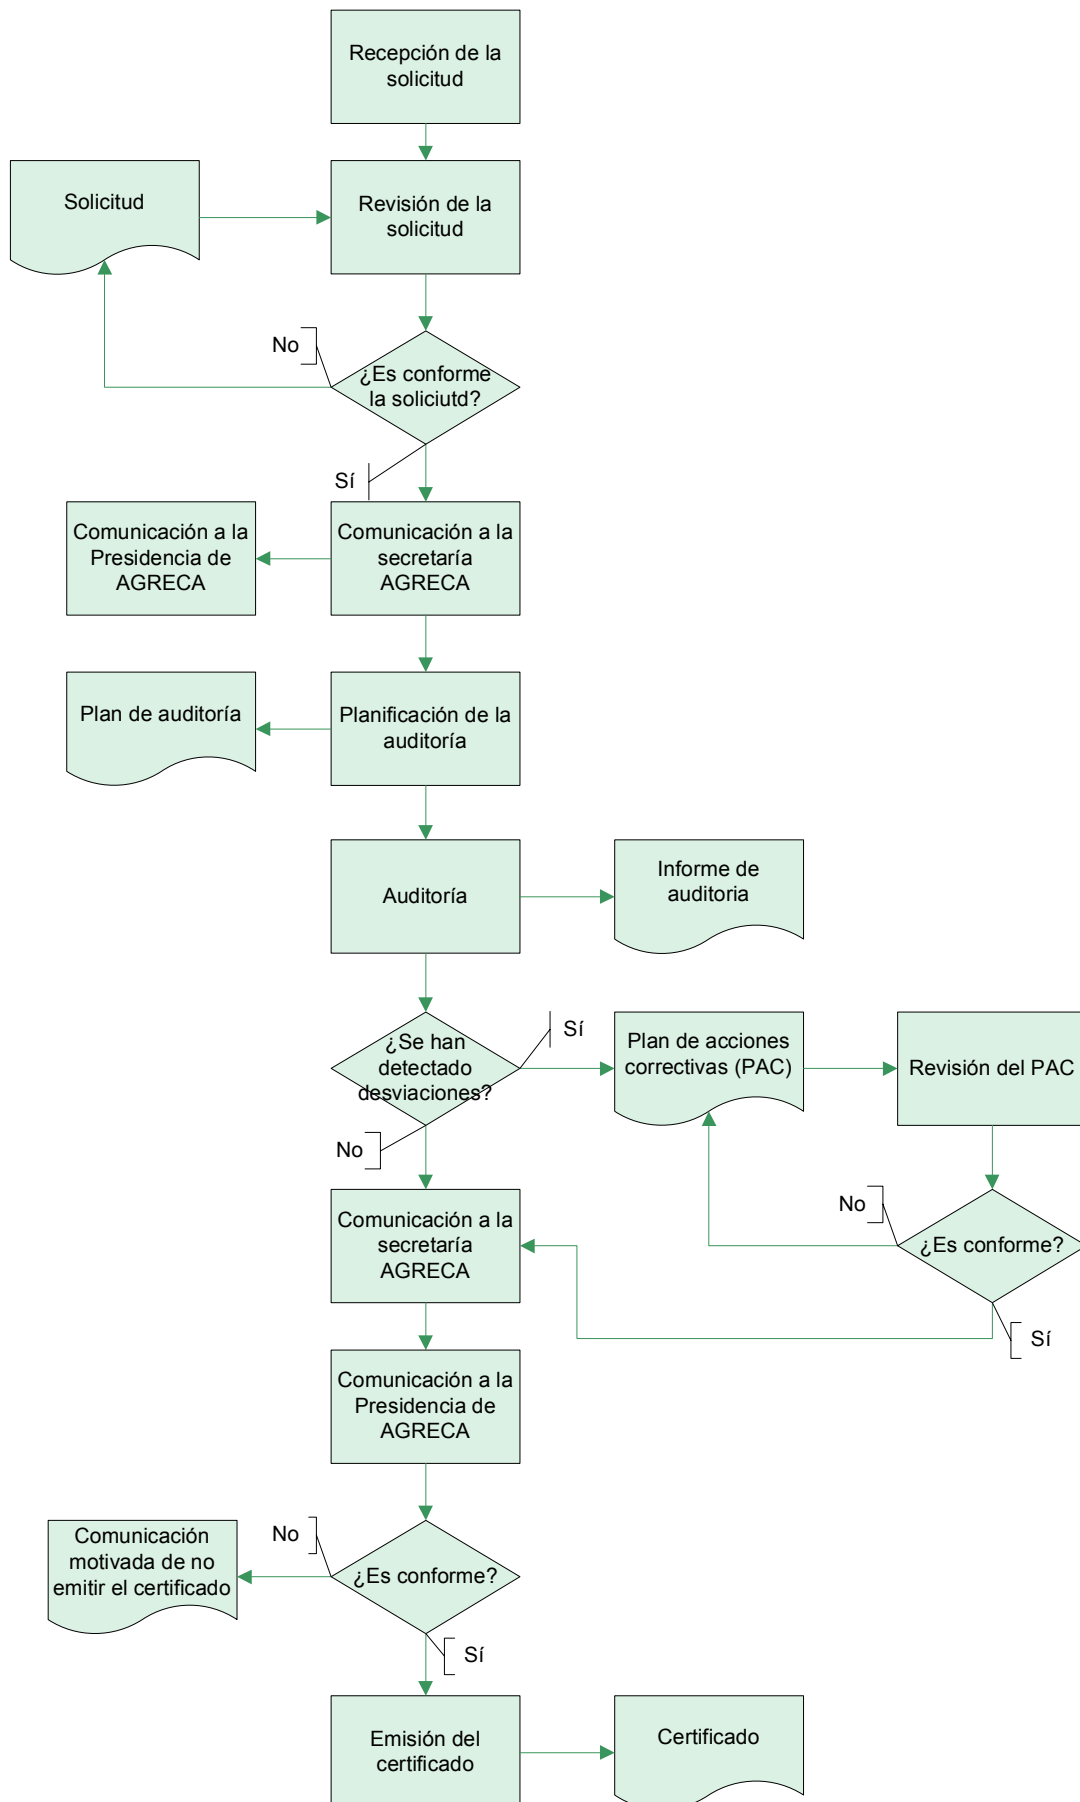 Recepción de la
solicitud
Solicitud
Revisión de la
solicitud
No
¿Es conforme
la soliciutd?
Sí
Comunicación a la
Presidencia de
AGRECA
Comunicación a la
secretaría
AGRECA
Plan de auditoría
Planificación de la
auditoría
Auditoría
Informe de
auditoria
¿Se han
detectado
desviaciones?
Sí
Plan de acciones
correctivas (PAC)
Revisión del PAC
No
No
¿Es conforme?
Sí
Comunicación a la
secretaría
AGRECA
Comunicación a la
Presidencia de
AGRECA
Comunicación
motivada de no
emitir el certificado
No
¿Es conforme?
Sí
Emisión del
certificado
Certificado